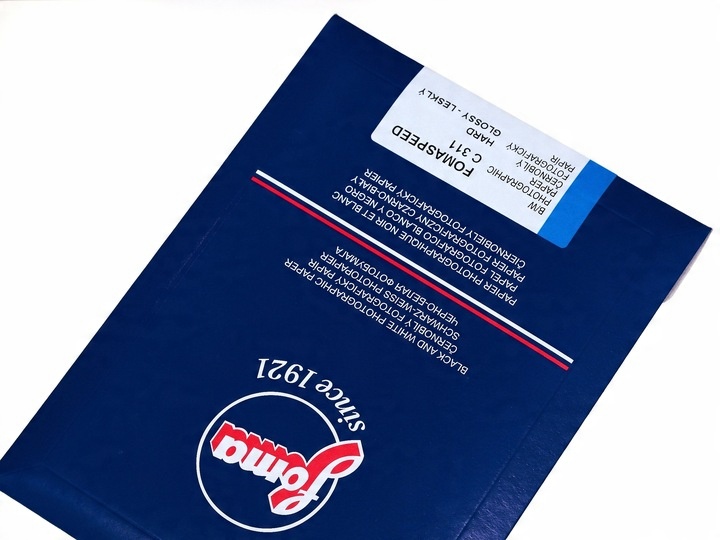 foma
since 1921
BLACK AND WHITE PHOTOGRAPHIC PAPER
ČERNOBÍLÝ FOTOGRAFICKÝ PAPÍR
SCHWARZ-WEISS PHOTOPAPIER
ЧЕРНО-БЕЛАЯ ФОТОБУМАГА
PAPIER PHOTOGRAPHIQUE NOIR ET BLANC
PAPEL FOTOGRAFICO BLANCO Y NEGRO
PAPIER FOTOGRAFICZNY CZARNO-BIAŁY
ČIERNOBIELY FOTOGRAFICKÝ PAPIER
B/W
PHOTOGRAPHIC
PAPER
ČERNOBÍLÝ
FOTOGRAFICKÝ
PAPÍR
FOMASPEED
C 311
HARD
GLOSSY - LESKLÝ